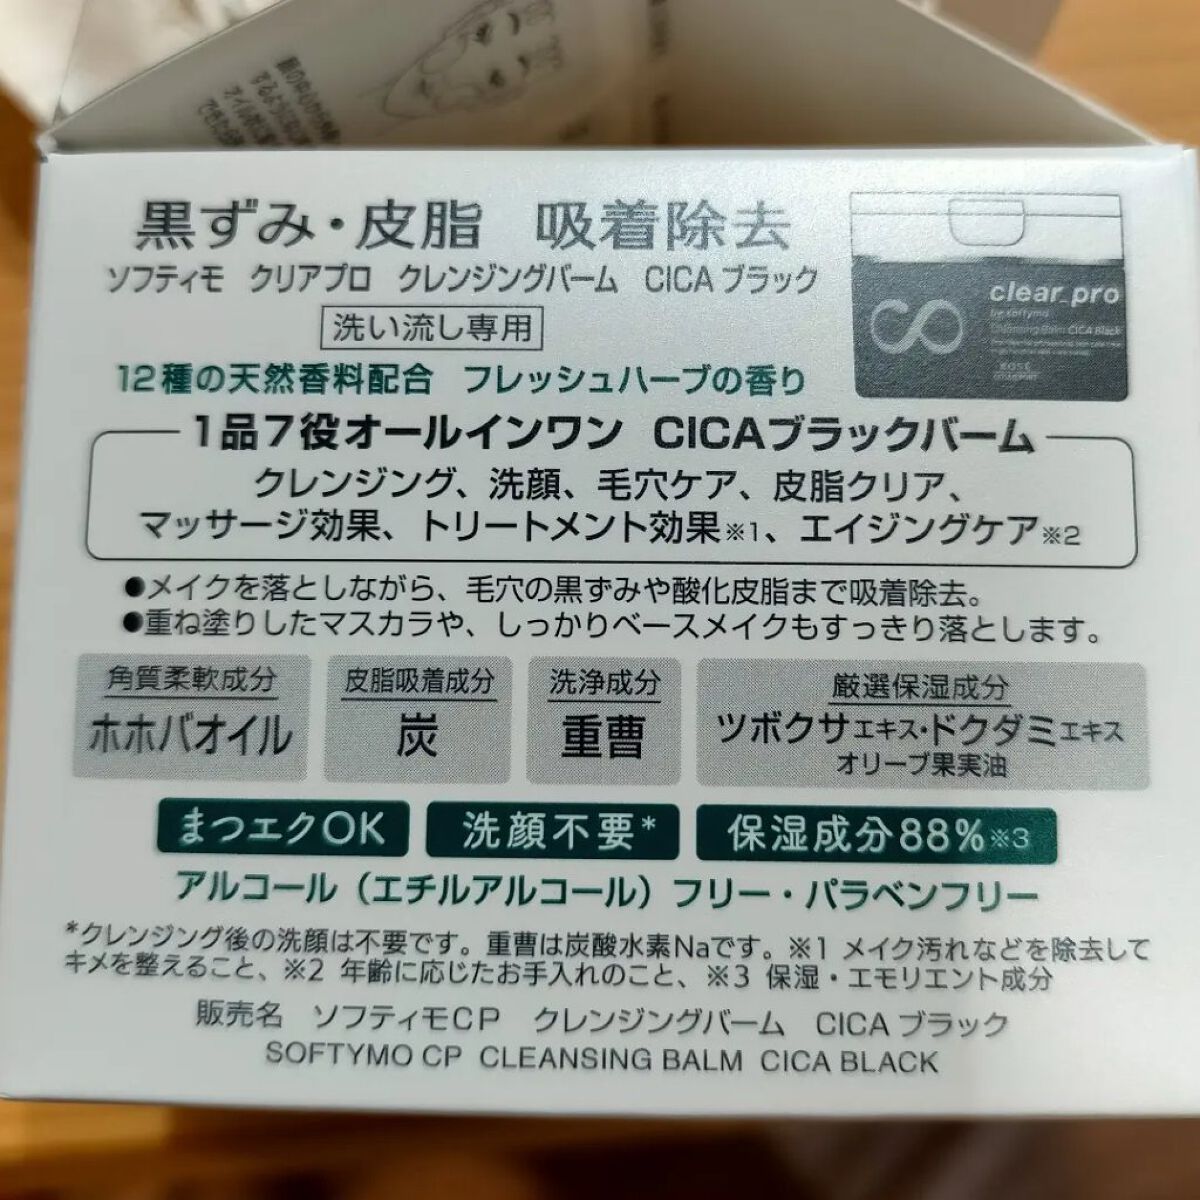 黒ずみ・皮脂 吸着除去
ソフティモ クリアプロ クレンジングバーム CICA ブラック
洗い流し専用
clear pro
by softymo
Cleansing Balm CICA Black
KOSÉ
12種の天然香料配合 フレッシュハーブの香り
1品7役オールインワン CICAブラックバーム
クレンジング、洗顔、毛穴ケア、皮脂クリア、
マッサージ効果、トリートメント効果※1、エイジングケア※2
●メイクを落としながら、毛穴の黒ずみや酸化皮脂まで吸着除去。
●重ね塗りしたマスカラや、しっかりベースメイクもすっきり落とします。
角質柔軟成分
ホホバオイル
皮脂吸着成分
炭
洗浄成分
重曹
厳選保湿成分
ツボクサエキス・ドクダミエキス
オリーブ果実油
まつエクOK
洗顔不要*
保湿成分88%※3
アルコール（エチルアルコール）フリー・パラベンフリー
*クレンジング後の洗顔は不要です。重曹は炭酸水素Naです。※1 メイク汚れなどを除去して
キメを整えること、※2 年齢に応じたお手入れのこと、※3 保湿・エモリエント成分
販売名 ソフティモCP クレンジングバーム CICA ブラック
SOFTYMO CP CLEANSING BALM CICA BLACK